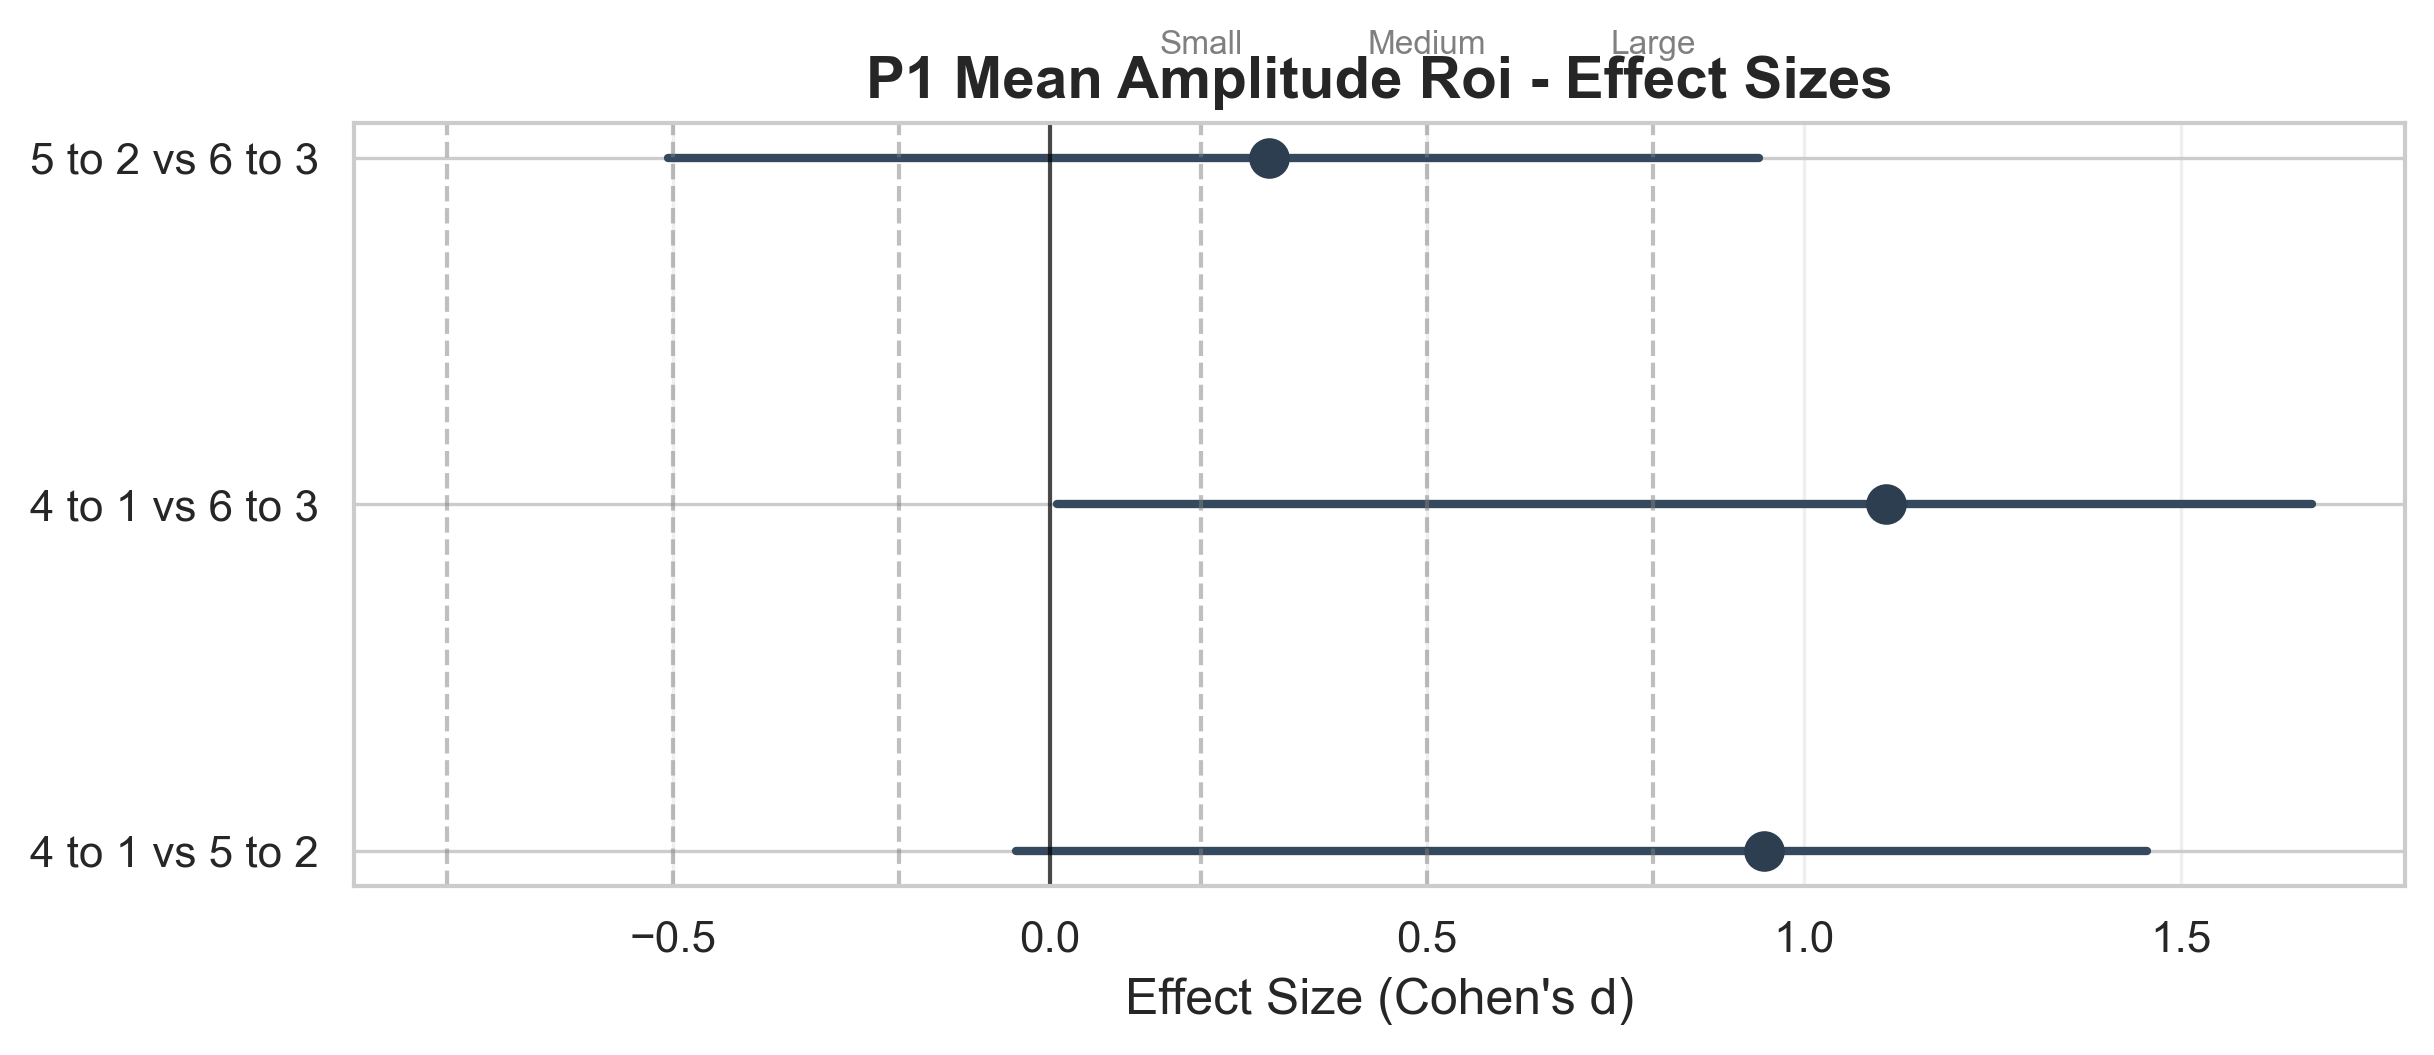 Small Medium Large
P1 Mean Amplitude Roi - Effect Sizes
5 to 2 vs 6 to 3
4 to 1 vs 6 to 3
4 to 1 vs 5 to 2
−0.5 0.0 0.5 1.0 1.5
Effect Size (Cohen's d)